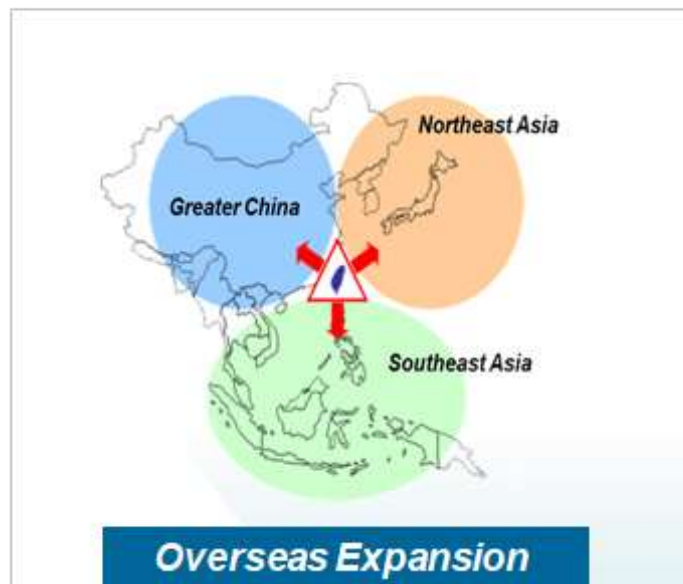 Northeast Asia
Greater China
Southeast Asia
Overseas Expansion